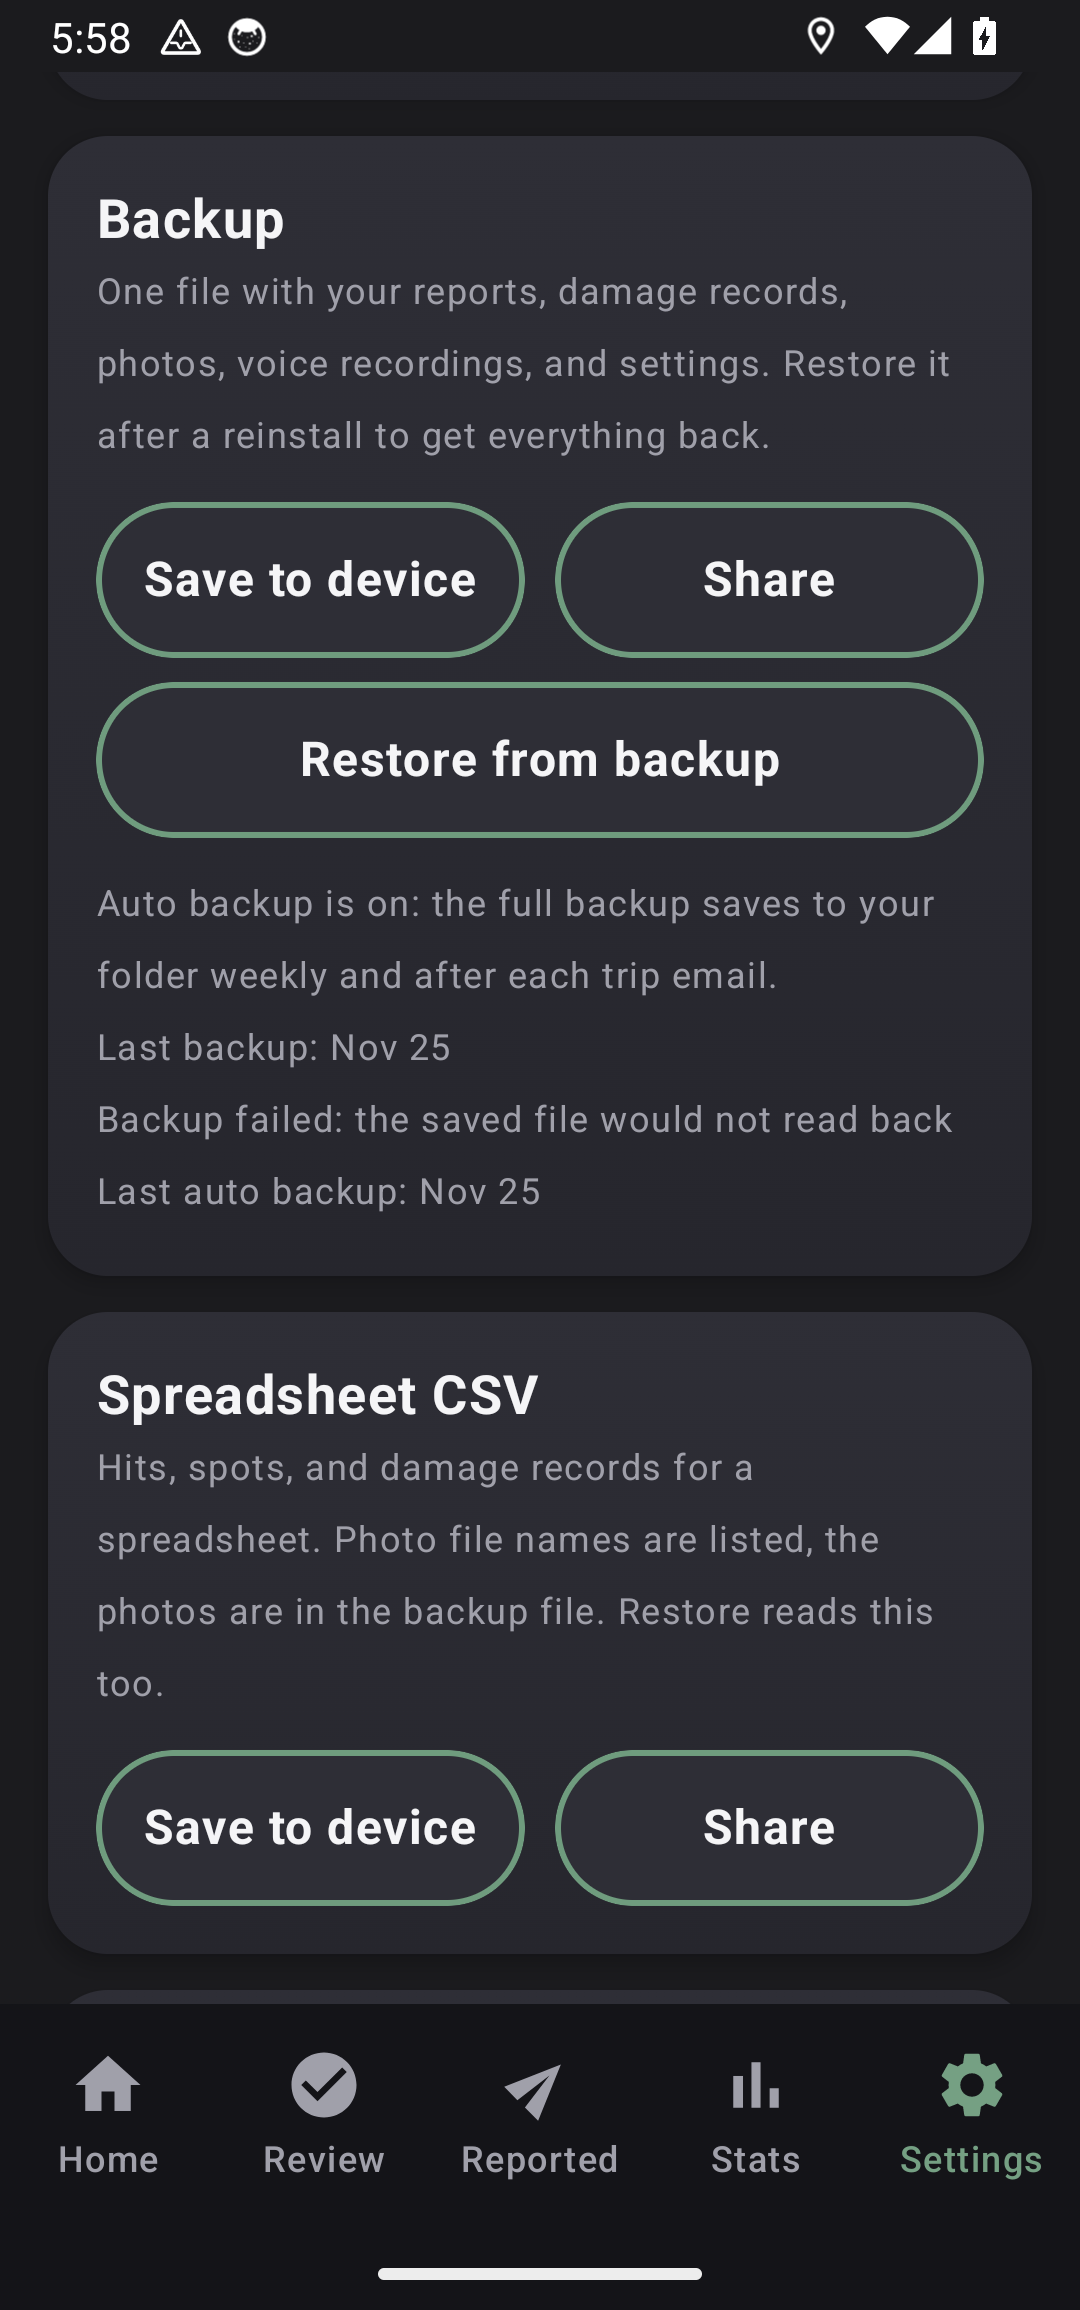 5:58
Backup
One file with your reports, damage records,
photos, voice recordings, and settings. Restore it
after a reinstall to get everything back.
Save to device
Share
Restore from backup
Auto backup is on: the full backup saves to your
folder weekly and after each trip email.
Last backup: Nov 25
Backup failed: the saved file would not read back
Last auto backup: Nov 25
Spreadsheet CSV
Hits, spots, and damage records for a
spreadsheet. Photo file names are listed, the
photos are in the backup file. Restore reads this
too.
Save to device
Share
Home
Review
Reported
Stats
Settings